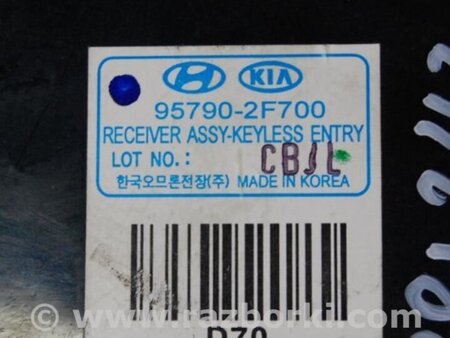 KIA
95790-2F700
RECEIVER ASSY-KEYLESS ENTRY
LOT NO.: CBJL
한국오므론전장(주) MADE IN KOREA
D70
© www.razborki.com